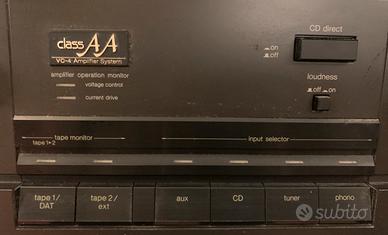 class AA
VC-4 Amplifier System
amplifier operation monitor
voltage control
current drive
CD direct
on
off
loudness
on off
tape monitor
tape 1+2
input selector
tape 1/
DAT
tape 2/
ext
aux
CD
tuner
phono
subito